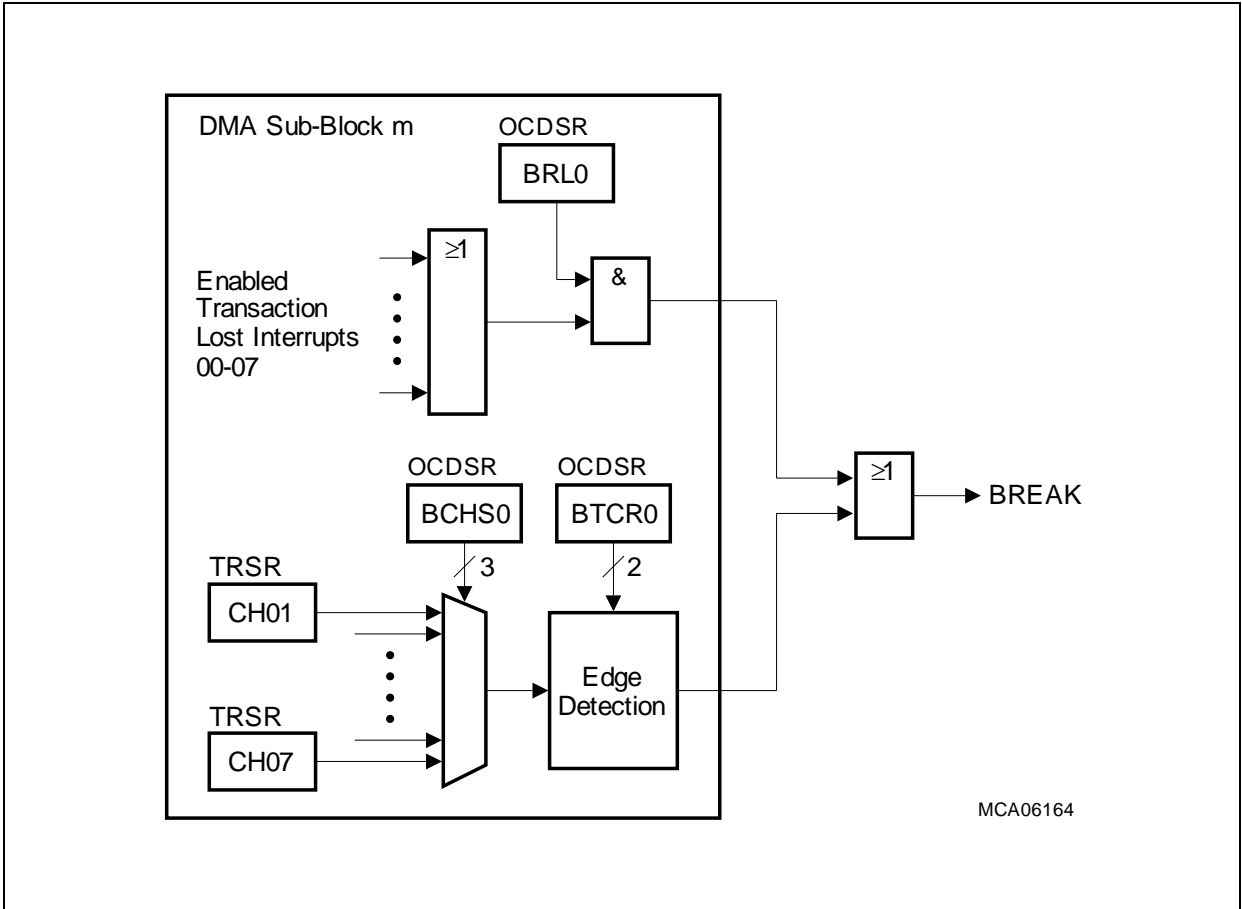 DMA Sub-Block m
OCDSR
BRL0
≥1
&
Enabled
Transaction
Lost Interrupts
00-07
OCDSR
OCDSR
≥1
BCHS0
BTCR0
BREAK
3
2
TRSR
CH01
Edge
Detection
TRSR
CH07
MCA06164